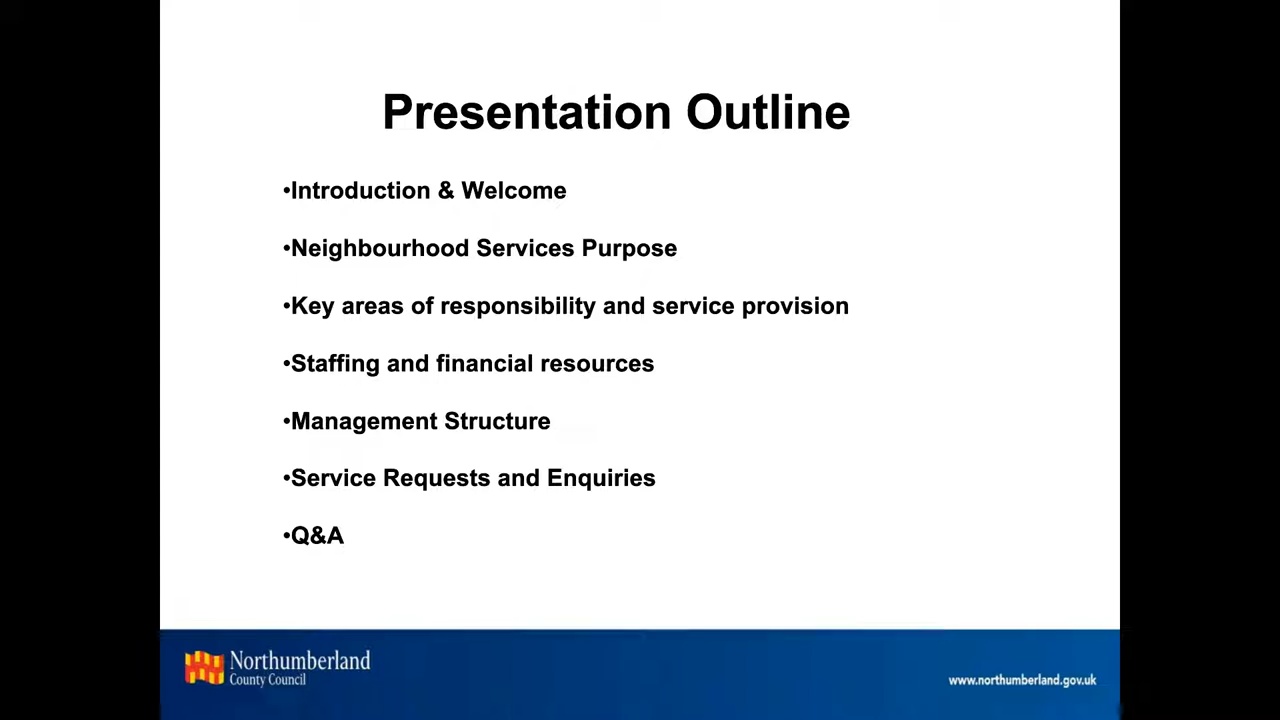 Presentation Outline
•Introduction & Welcome
•Neighbourhood Services Purpose
•Key areas of responsibility and service provision
•Staffing and financial resources
•Management Structure
•Service Requests and Enquiries
•Q&A
Northumberland
County Council
www.northumberland.gov.uk